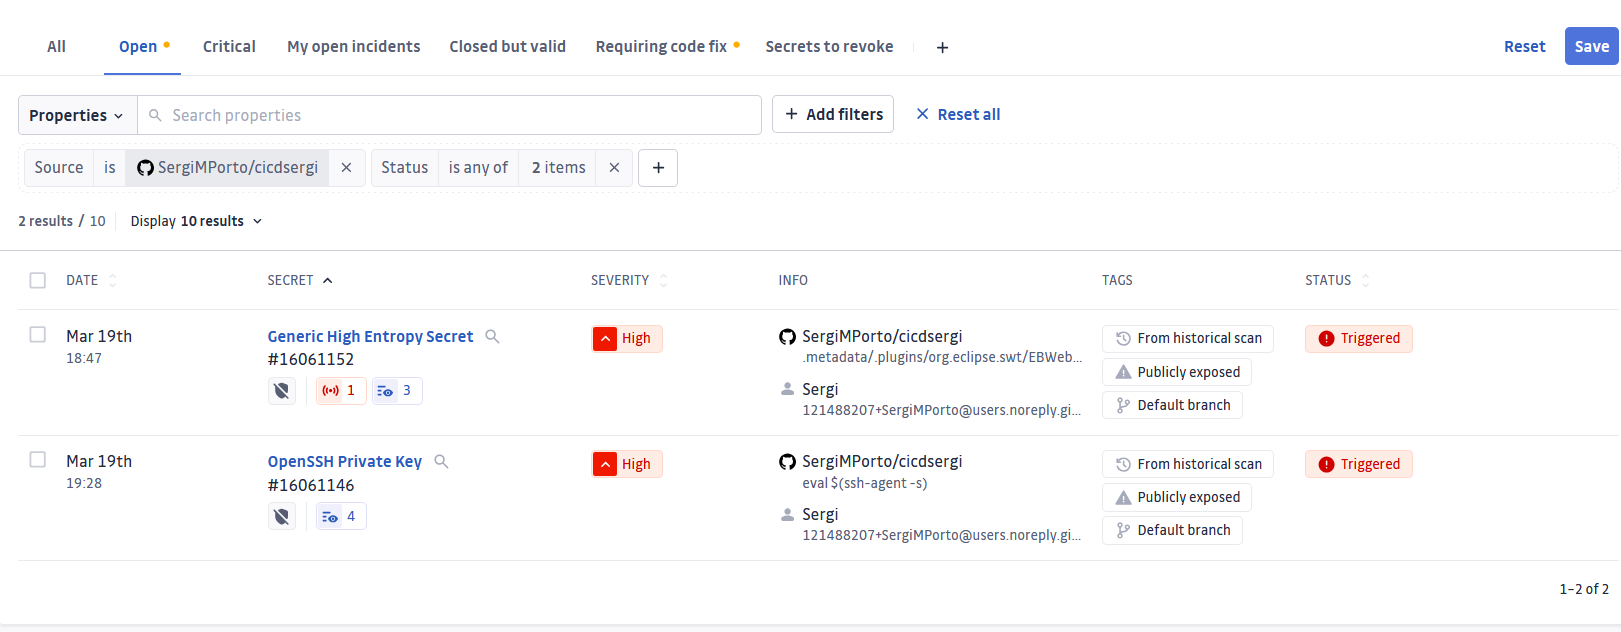 All Open Critical My open incidents Closed but valid Requiring code fix Secrets to revoke + Reset Save
Properties Search properties + Add filters Reset all
Source is SergiMPorto/cicdsergi Status is any of 2 items +
2 results / 10 Display 10 results
DATE SECRET SEVERITY INFO TAGS STATUS
Mar 19th Generic High Entropy Secret High SergiMPorto/cicdsergi From historical scan Triggered
18:47 #16061152 .metadata/.plugins/org.eclipse.swt/EBWeb... Publicly exposed
1 3 Sergi Default branch
121488207+SergiMPorto@users.noreply.gi...
Mar 19th OpenSSH Private Key High SergiMPorto/cicdsergi From historical scan Triggered
19:28 #16061146 eval $(ssh-agent -s) Publicly exposed
4 Sergi Default branch
121488207+SergiMPorto@users.noreply.gi...
1-2 of 2